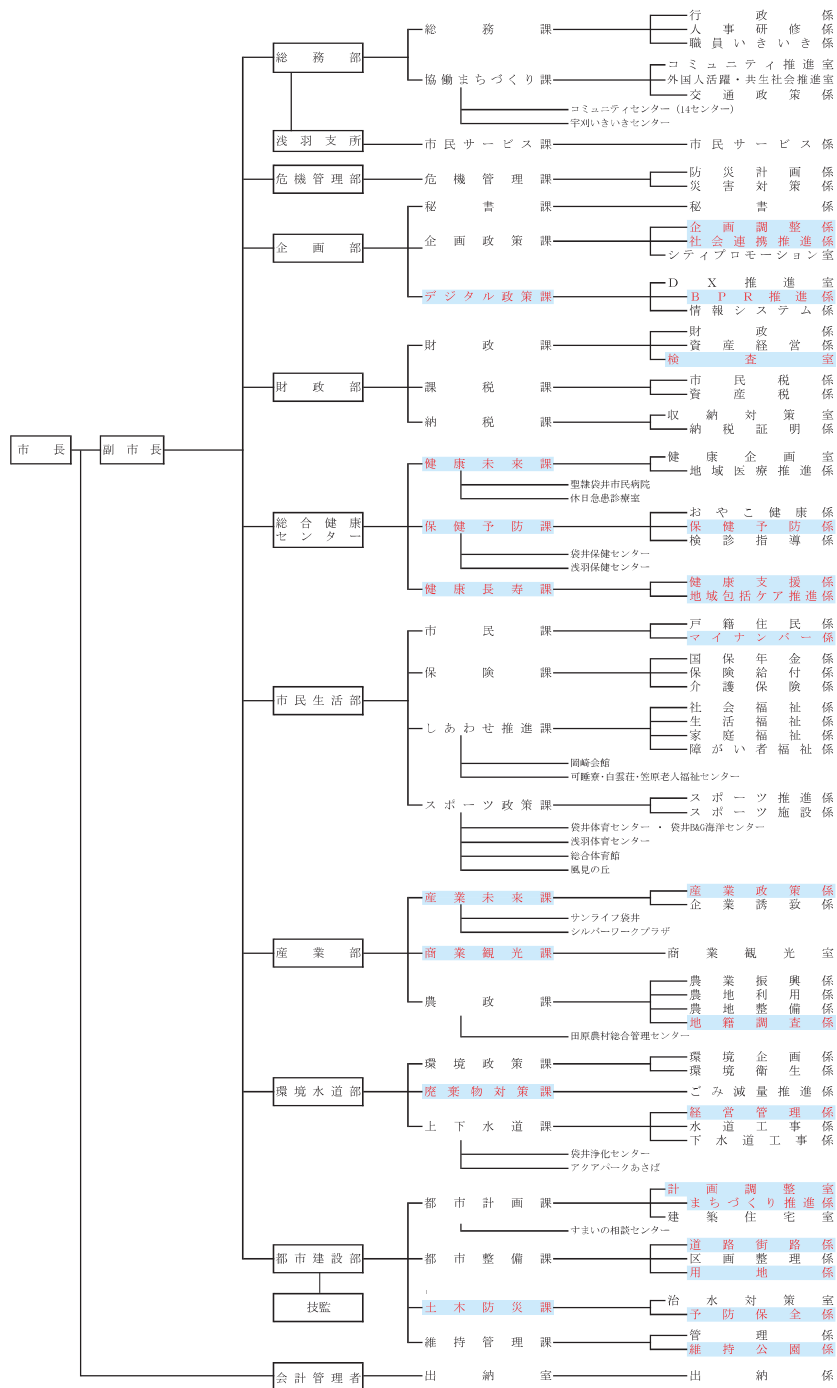 行政係
総務課
人事研修係
職員いきいき係
総務部
コミュニティ推進室
協働まちづくり課
外国人活躍・共生社会推進室
交通政策係
コミュニティセンター（14センター）
宇刈いきいきセンター
浅羽支所
市民サービス課
市民サービス係
危機管理部
危機管理課
防災計画係
災害対策係
秘書課
秘書係
企画部
企画政策課
企画調整係
社会連携推進係
シティプロモーション室
デジタル政策課
DX推進室
BPR推進係
情報システム係
財政課
財政係
資産経営係
検査室
財政部
課税課
市民税係
資産税係
納税課
収納対策室
納税証明係
市長
副市長
健康未来課
健康企画室
地域医療推進係
聖隷袋井市民病院
休日急患診療室
総合健康
センター
保健予防課
おやこ健康係
保健予防係
検診指導係
袋井保健センター
浅羽保健センター
健康長寿課
健康支援係
地域包括ケア推進係
市民課
戸籍住民係
マイナンバー係
保険課
国保年金係
保険給付係
介護保険係
市民生活部
しあわせ推進課
社会福祉係
生活福祉係
家庭福祉係
障がい者福祉係
岡崎会館
可睡寮・白雲荘・笠原老人福祉センター
スポーツ政策課
スポーツ推進係
スポーツ施設係
袋井体育センター ・ 袋井B&G海洋センター
浅羽体育センター
総合体育館
風見の丘
産業未来課
産業政策係
企業誘致係
サンライフ袋井
シルバーワークプラザ
産業部
商業観光課
商業観光室
農政課
農業振興係
農地利用係
農地整備係
地籍調査係
田原農村総合管理センター
環境政策課
環境企画係
環境衛生係
環境水道部
廃棄物対策課
ごみ減量推進係
上下水道課
経営管理係
水道工事係
下水道工事係
袋井浄化センター
アクアパークあさば
都市計画課
計画調整室
まちづくり推進係
建築住宅室
すまいの相談センター
都市建設部
都市整備課
道路街路係
区画整理係
用地係
技監
土木防災課
治水対策室
予防保全係
維持管理課
管理係
維持公園係
会計管理者
出納室
出納係